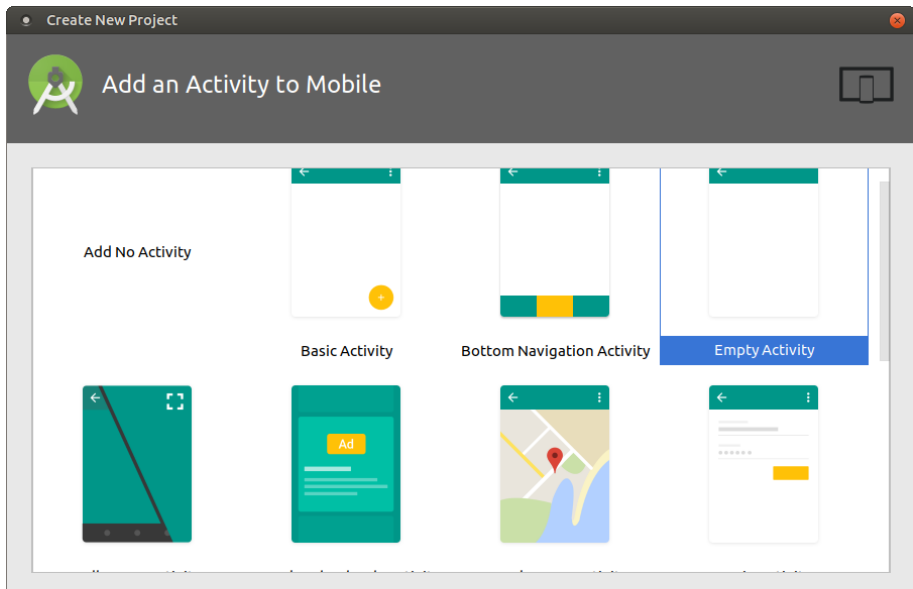 Create New Project
Add an Activity to Mobile
Add No Activity
Basic Activity
Bottom Navigation Activity
Empty Activity
Ad